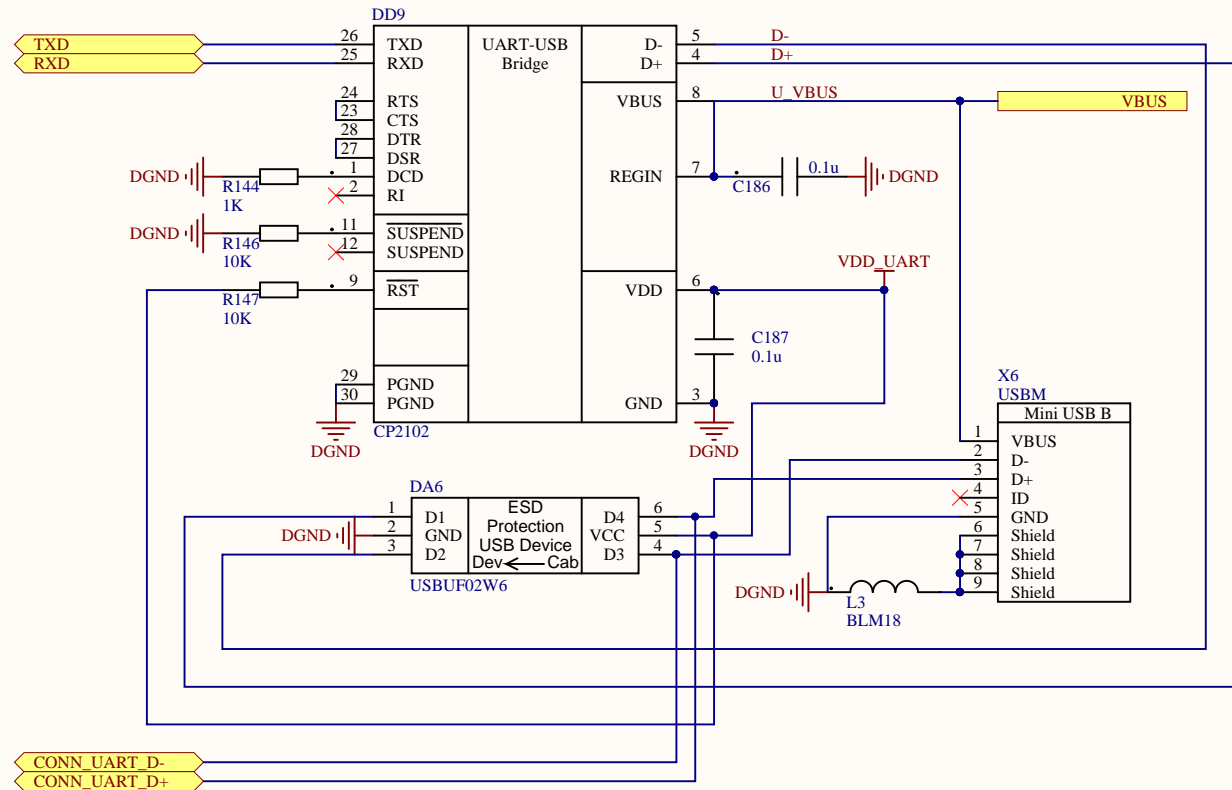 DD9
TXD
RXD
26
25
TXD
RXD
UART-USB
Bridge
D-
D+
5
4
D-
D+
24
23
28
27
1
2
RTS
CTS
DTR
DSR
DCD
RI
VBUS
8
U_VBUS
VBUS
REGIN
7
C186
0.1u
DGND
DGND
R144
1K
DGND
R146
10K
11
12
SUSPEND
SUSPEND
R147
10K
9
RST
VDD
6
VDD_UART
C187
0.1u
29
30
PGND
PGND
GND
3
DGND
CP2102
DGND
X6
USBM
Mini USB B
1
2
3
4
5
6
7
8
9
VBUS
D-
D+
ID
GND
Shield
Shield
Shield
Shield
DA6
1
2
3
D1
GND
D2
ESD
Protection
USB Device
Dev
Cab
D4
VCC
D3
6
5
4
DGND
USBUF02W6
DGND
L3
BLM18
CONN_UART_D-
CONN_UART_D+